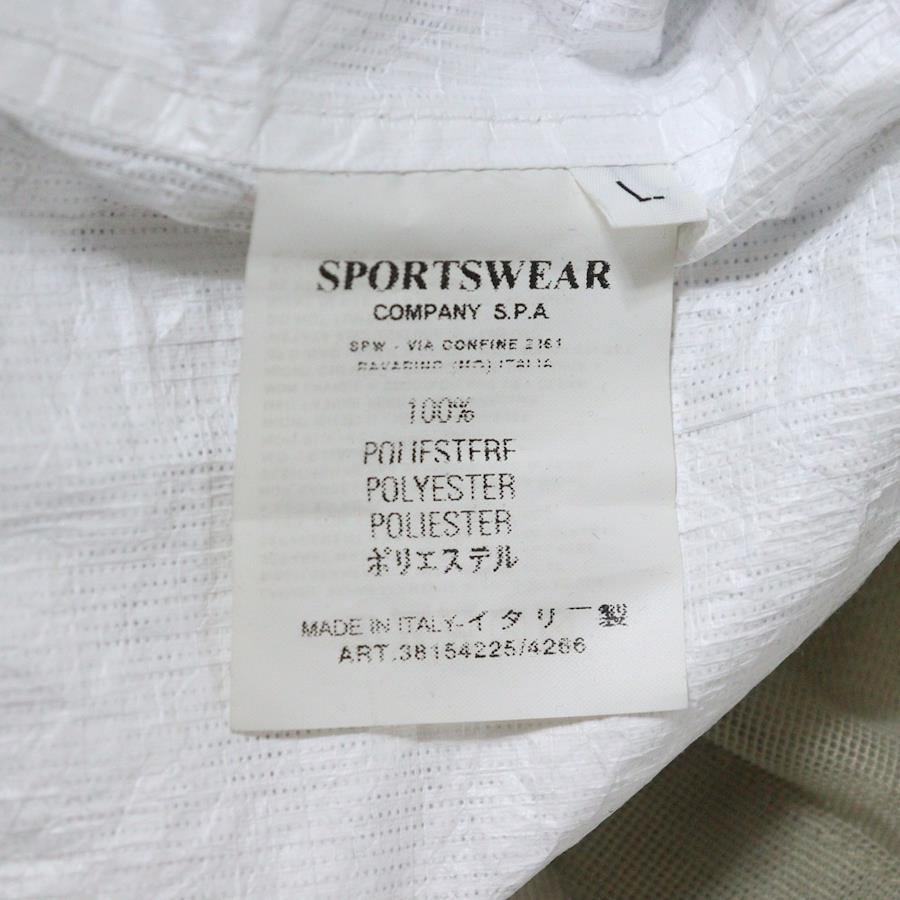 L
SPORTSWEAR
COMPANY S.P.A
SPW - VIA CONFINE 2161
RAVARINO (MO) ITALIA
100%
POLIESTERE
POLYESTER
POLIESTER
ポリエステル
MADE IN ITALY-イタリー製
ART.38154225/4266